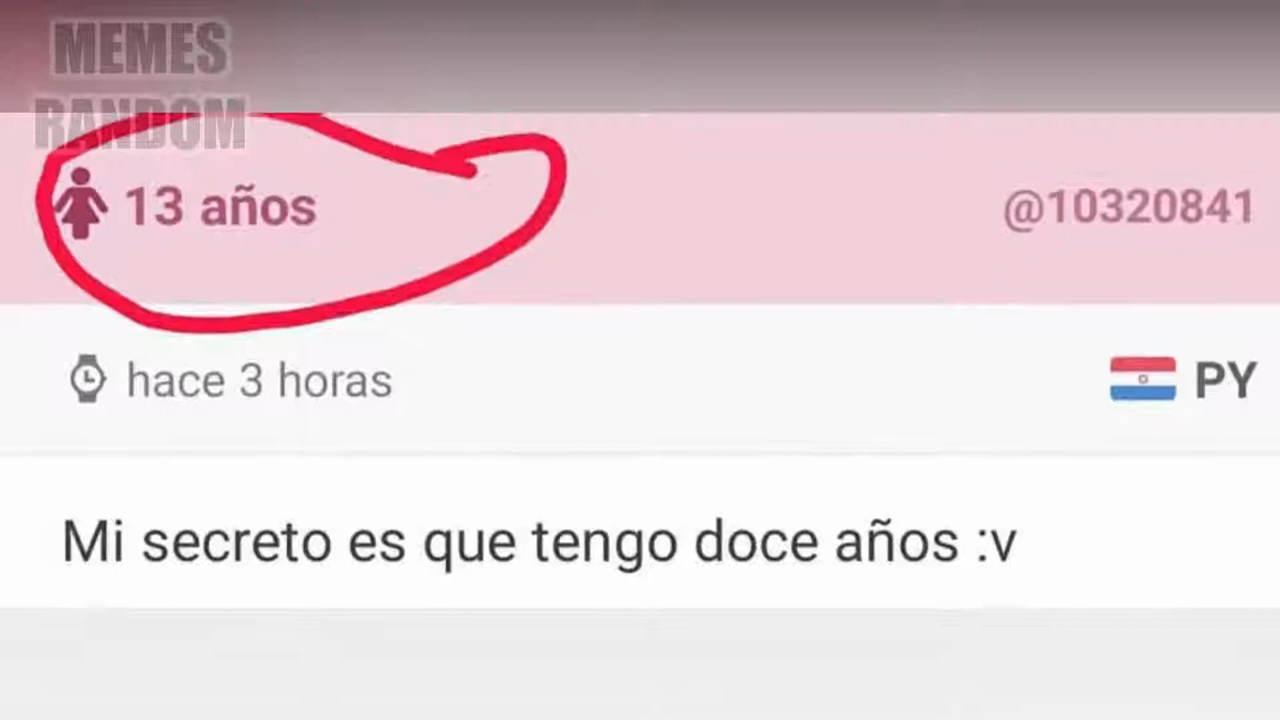 MEMES
RANDOM
13 años @10320841
hace 3 horas PY
Mi secreto es que tengo doce años :v